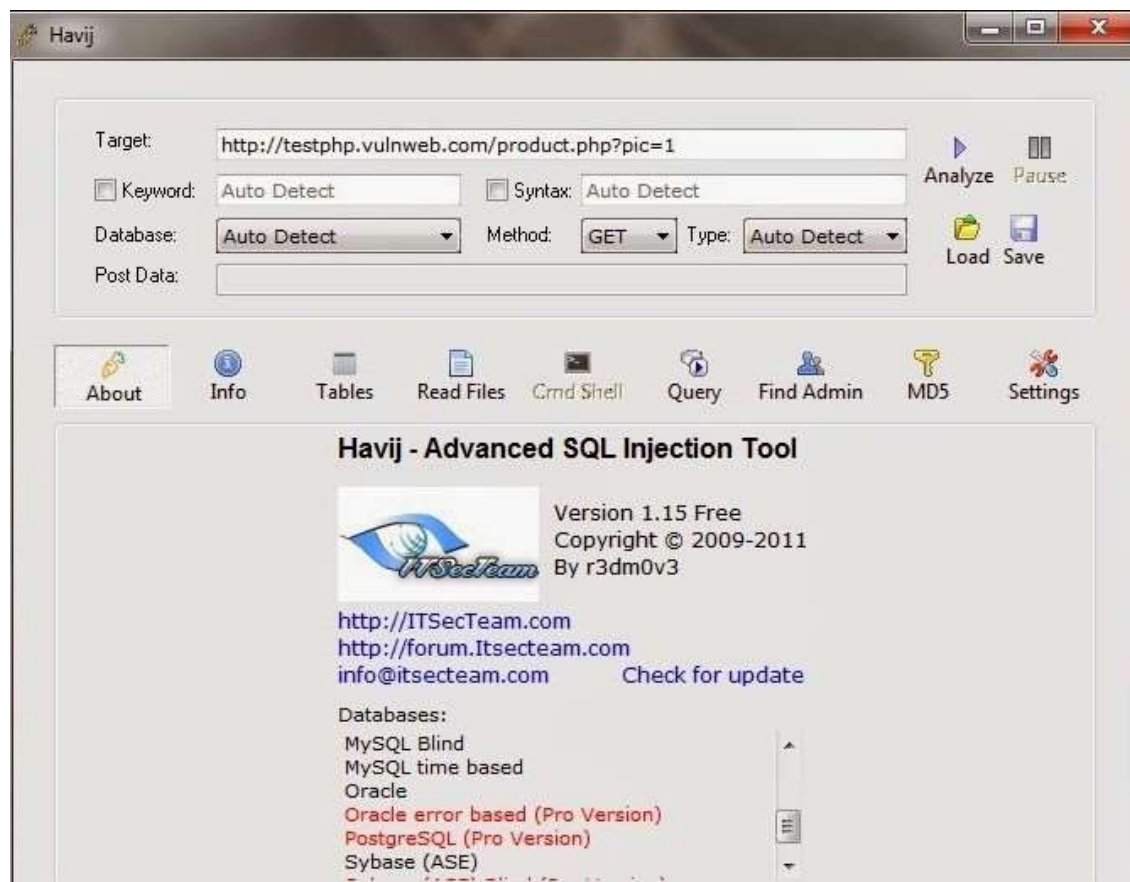 Havij
Target: http://testphp.vulnweb.com/product.php?pic=1
Analyze Pause
Keyword: Auto Detect Syntax: Auto Detect
Database: Auto Detect Method: GET Type: Auto Detect
Load Save
Post Data:
About Info Tables Read Files Cmd Shell Query Find Admin MD5 Settings
Havij - Advanced SQL Injection Tool
ITSecTeam
Version 1.15 Free
Copyright © 2009-2011
By r3dm0v3
http://ITSecTeam.com
http://forum.Itsecteam.com
info@itsecteam.com Check for update
Databases:
MySQL Blind
MySQL time based
Oracle
Oracle error based (Pro Version)
PostgreSQL (Pro Version)
Sybase (ASE)